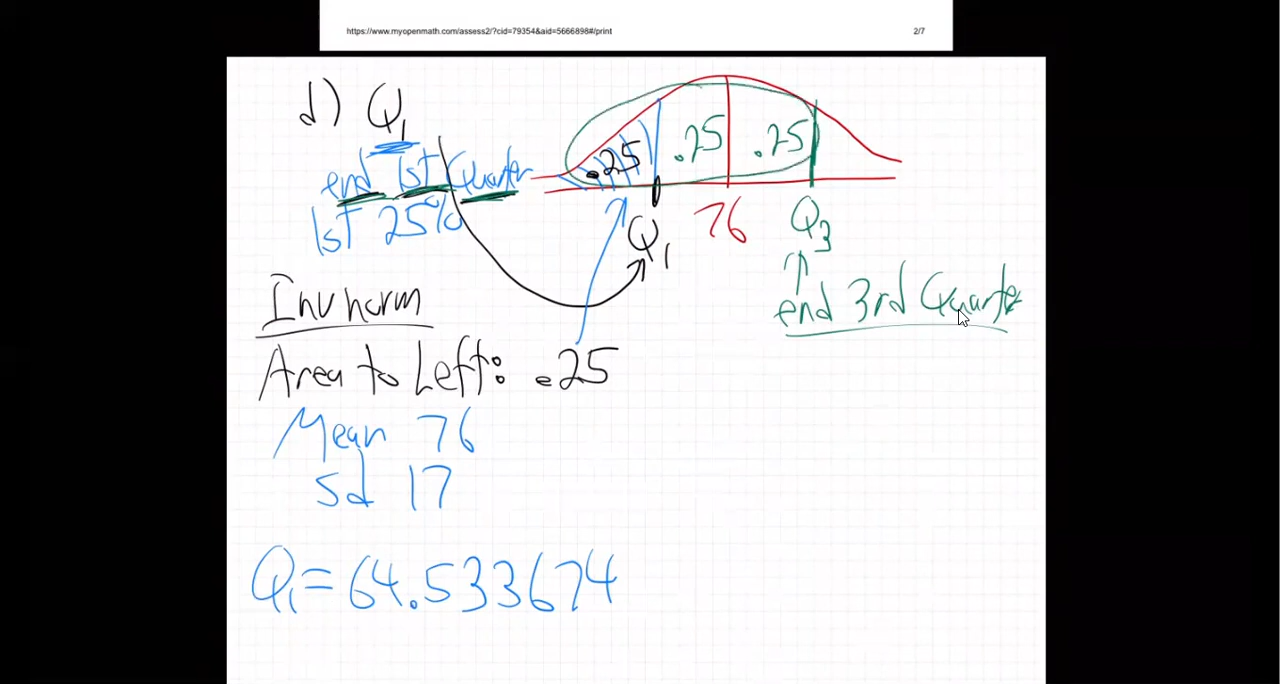 https://www.myopenmath.com/assess2/?cid=79354&aid=5666898#/print 2/7
d) Q1
end 1st Quarter
1st 25%
.25 .25 .25
Q1 76 Q3
end 3rd Quarter
Invnorm
Area to Left: .25
Mean 76
sd 17
Q1 = 64.533674